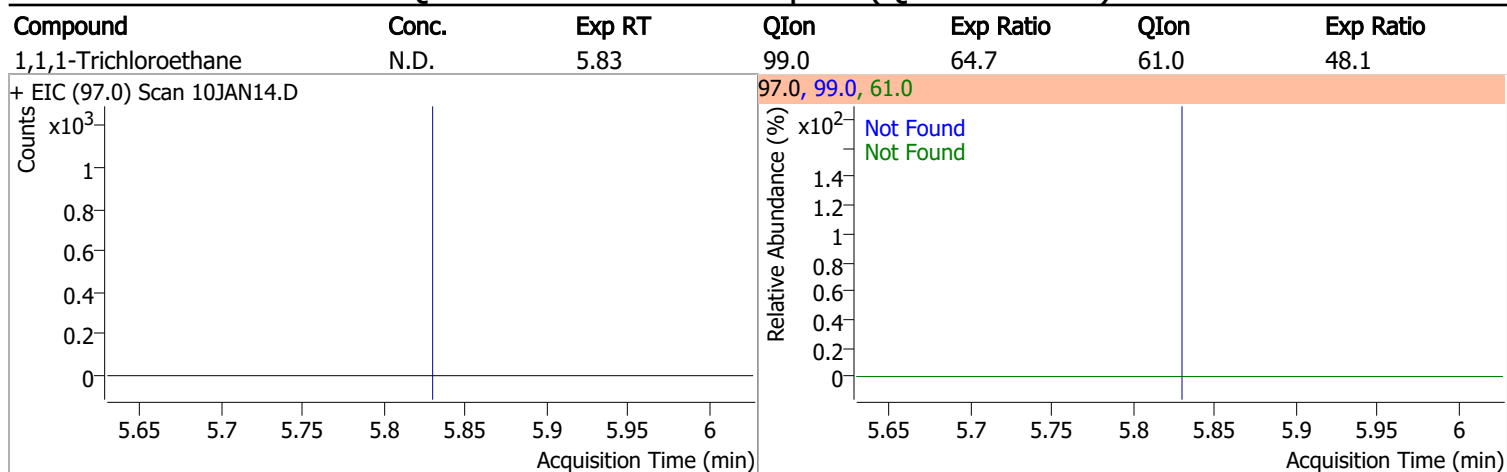 Compound Conc. Exp RT QIon Exp Ratio QIon Exp Ratio
1,1,1-Trichloroethane N.D. 5.83 99.0 64.7 61.0 48.1
+ EIC (97.0) Scan 10JAN14.D
Counts
x10³
1
0.8
0.6
0.4
0.2
0
5.65 5.7 5.75 5.8 5.85 5.9 5.95 6
Acquisition Time (min)
97.0, 99.0, 61.0
Relative Abundance (%)
x10²
Not Found
Not Found
1.4
1.2
1
0.8
0.6
0.4
0.2
0
5.65 5.7 5.75 5.8 5.85 5.9 5.95 6
Acquisition Time (min)